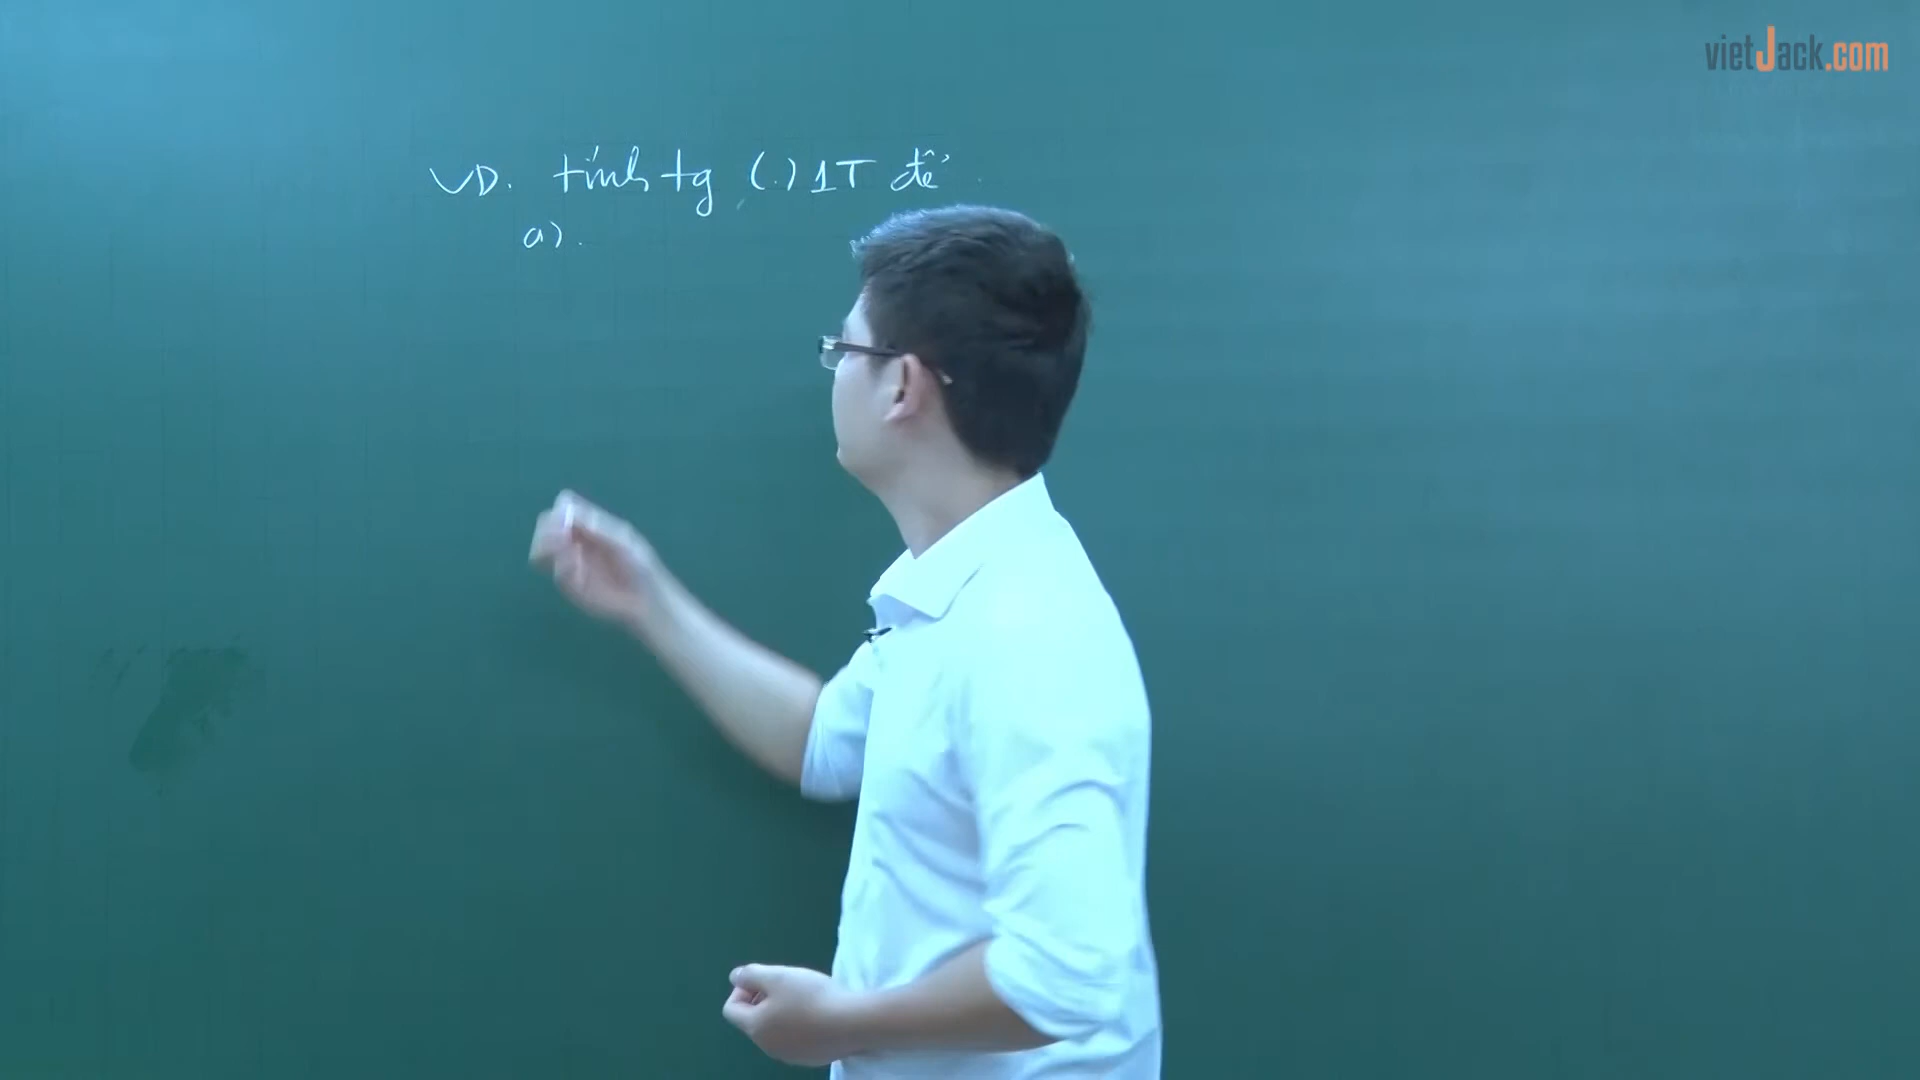 vietJack.com
VD. tính tg (.) 1T để
a).